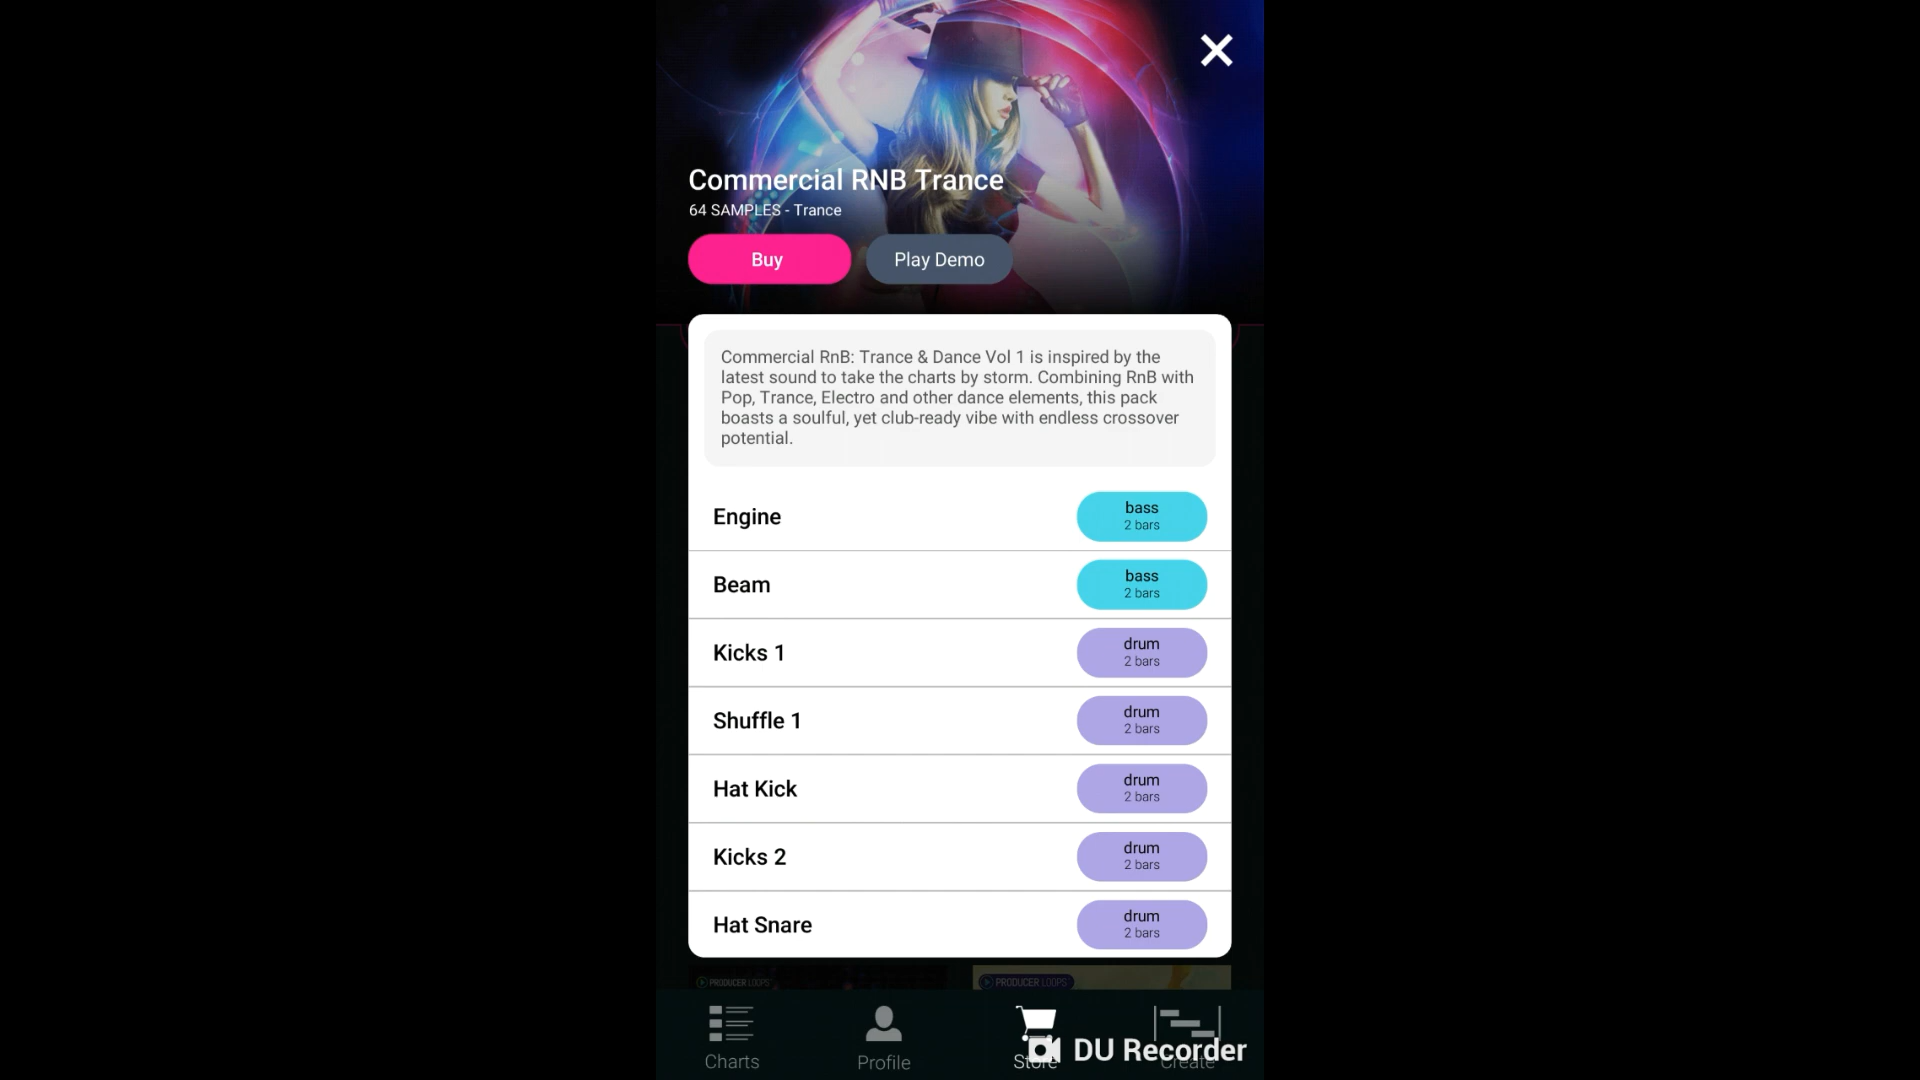 Commercial RNB Trance
64 SAMPLES - Trance
Buy
Play Demo
Commercial RnB: Trance & Dance Vol 1 is inspired by the
latest sound to take the charts by storm. Combining RnB with
Pop, Trance, Electro and other dance elements, this pack
boasts a soulful, yet club-ready vibe with endless crossover
potential.
Engine
bass
2 bars
Beam
bass
2 bars
Kicks 1
drum
2 bars
Shuffle 1
drum
2 bars
Hat Kick
drum
2 bars
Kicks 2
drum
2 bars
Hat Snare
drum
2 bars
PRODUCER LOOPS
PRODUCER LOOPS
Charts
Profile
Store
Create
DU Recorder